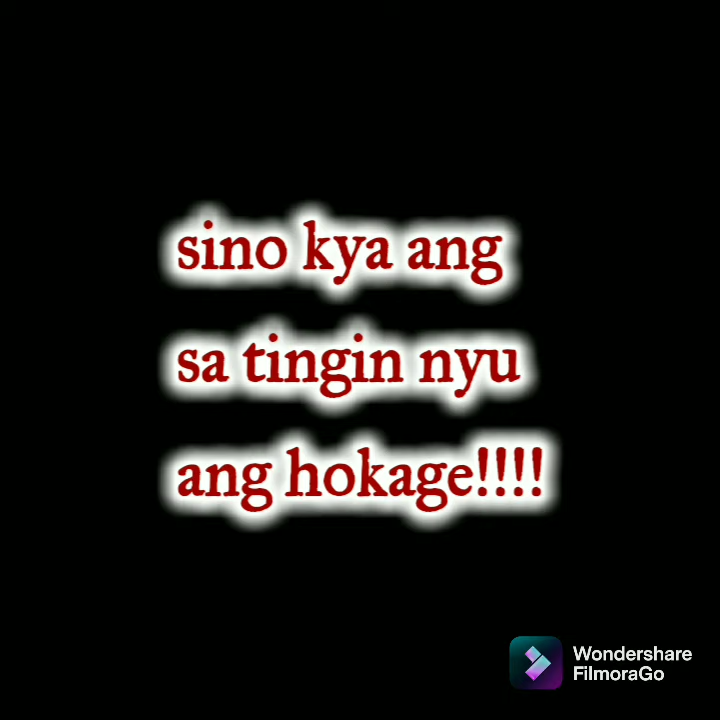 sino kya ang
sa tingin nyu
ang hokage!!!!
Wondershare
FilmoraGo